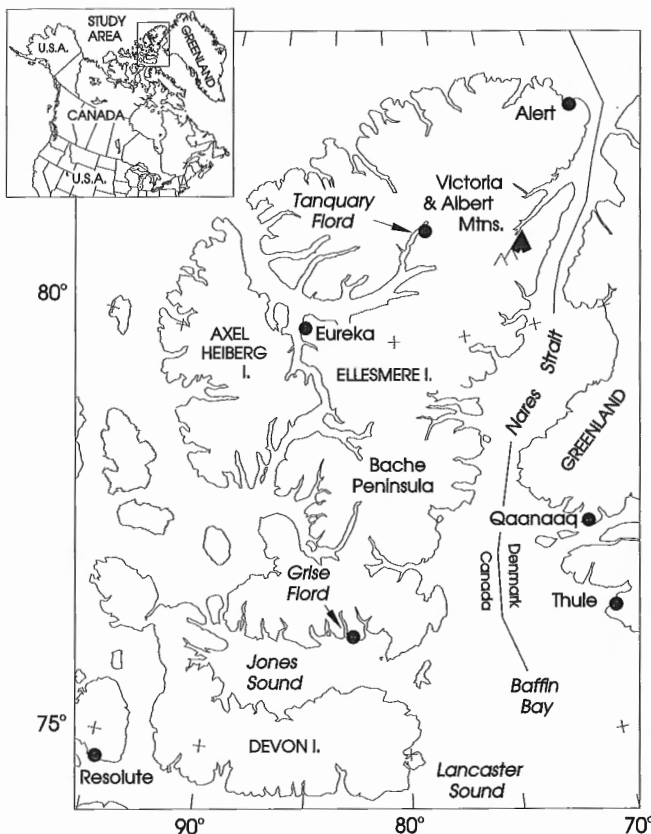 STUDY
AREA
U.S.A.
GREENLAND
CANADA
U.S.A.
Alert
Victoria
& Albert
Mtns.
Tanquary
Fiord
80°
AXEL
HEIBERG
I.
Eureka
ELLESMERE I.
Nares Strait
GREENLAND
Bache
Peninsula
Qaanaaq
Grise
Fiord
Canada
Denmark
Thule
Jones
Sound
Baffin
Bay
75°
DEVON I.
Resolute
Lancaster
Sound
90°
80°
70°